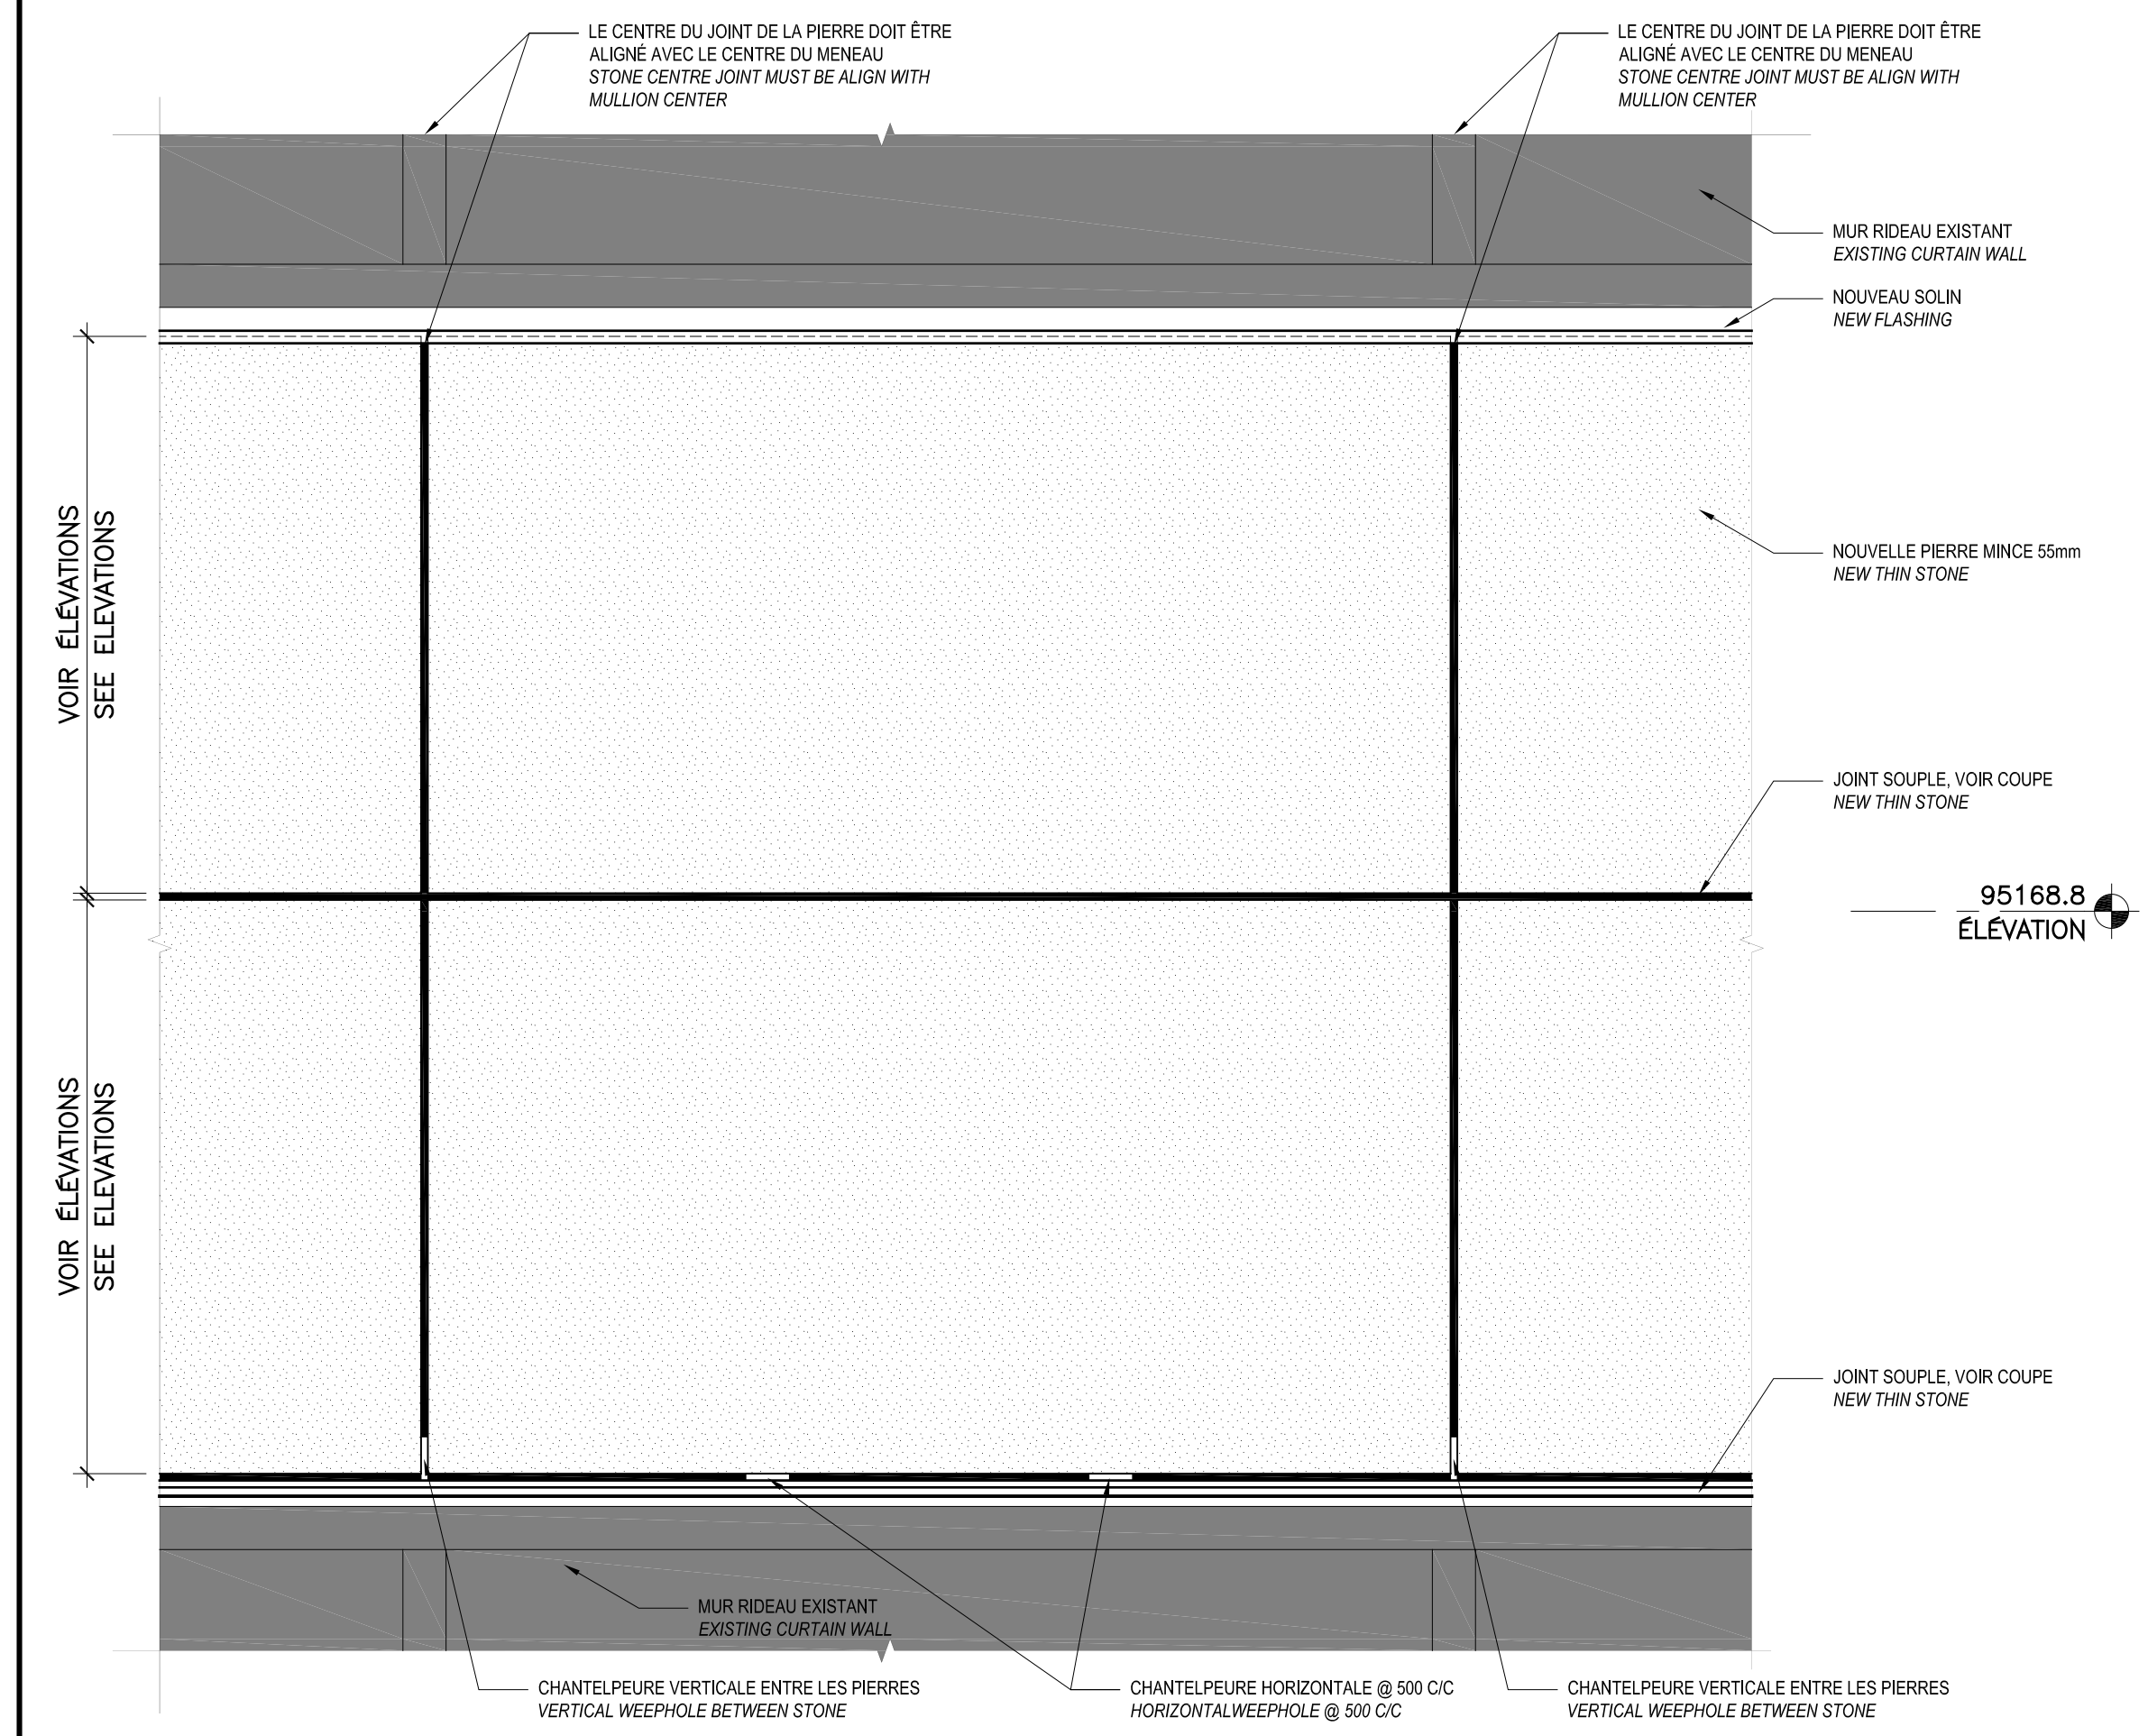 LE CENTRE DU JOINT DE LA PIERRE DOIT ÊTRE
ALIGNÉ AVEC LE CENTRE DU MENEAU
STONE CENTRE JOINT MUST BE ALIGN WITH
MULLION CENTER
LE CENTRE DU JOINT DE LA PIERRE DOIT ÊTRE
ALIGNÉ AVEC LE CENTRE DU MENEAU
STONE CENTRE JOINT MUST BE ALIGN WITH
MULLION CENTER
MUR RIDEAU EXISTANT
EXISTING CURTAIN WALL
NOUVEAU SOLIN
NEW FLASHING
VOIR ÉLÉVATIONS
SEE ELEVATIONS
NOUVELLE PIERRE MINCE 55mm
NEW THIN STONE
JOINT SOUPLE, VOIR COUPE
NEW THIN STONE
95168.8
ÉLÉVATION
VOIR ÉLÉVATIONS
SEE ELEVATIONS
JOINT SOUPLE, VOIR COUPE
NEW THIN STONE
MUR RIDEAU EXISTANT
EXISTING CURTAIN WALL
CHANTELPEURE VERTICALE ENTRE LES PIERRES
VERTICAL WEEPHOLE BETWEEN STONE
CHANTELPEURE HORIZONTALE @ 500 C/C
HORIZONTALWEEPHOLE @ 500 C/C
CHANTELPEURE VERTICALE ENTRE LES PIERRES
VERTICAL WEEPHOLE BETWEEN STONE